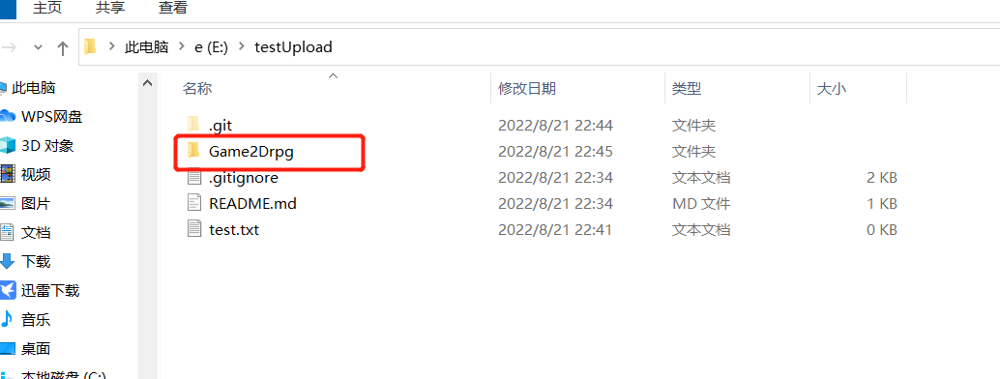 主页 共享 查看
此电脑 e (E:) testUpload
名称 修改日期 类型 大小
.git 2022/8/21 22:44 文件夹
Game2Drpg 2022/8/21 22:45 文件夹
.gitignore 2022/8/21 22:34 文本文档 2 KB
README.md 2022/8/21 22:34 MD 文件 1 KB
test.txt 2022/8/21 22:41 文本文档 0 KB
此电脑
WPS网盘
3D 对象
视频
图片
文档
下载
迅雷下载
音乐
桌面
本地磁盘 (C:)